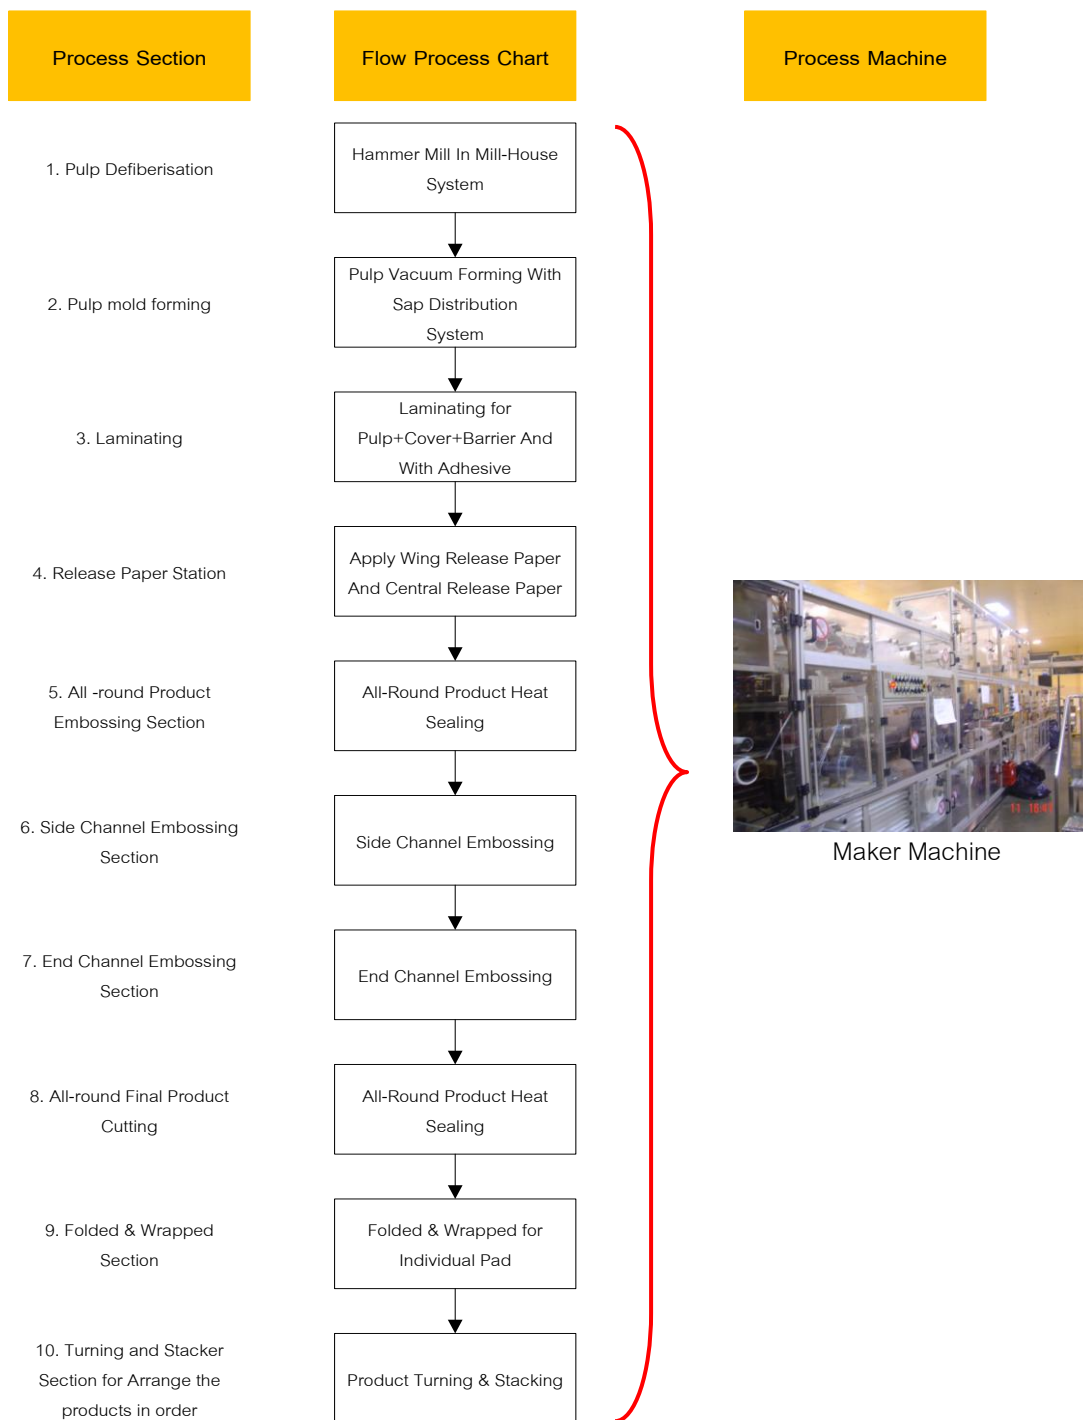 Process Section
Flow Process Chart
Process Machine
1. Pulp Defiberisation
Hammer Mill In Mill-House
System
2. Pulp mold forming
Pulp Vacuum Forming With
Sap Distribution
System
3. Laminating
Laminating for
Pulp+Cover+Barrier And
With Adhesive
4. Release Paper Station
Apply Wing Release Paper
And Central Release Paper
5. All -round Product
Embossing Section
All-Round Product Heat
Sealing
6. Side Channel Embossing
Section
Side Channel Embossing
7. End Channel Embossing
Section
End Channel Embossing
8. All-round Final Product
Cutting
All-Round Product Heat
Sealing
9. Folded & Wrapped
Section
Folded & Wrapped for
Individual Pad
10. Turning and Stacker
Section for Arrange the
products in order
Product Turning & Stacking
Maker Machine